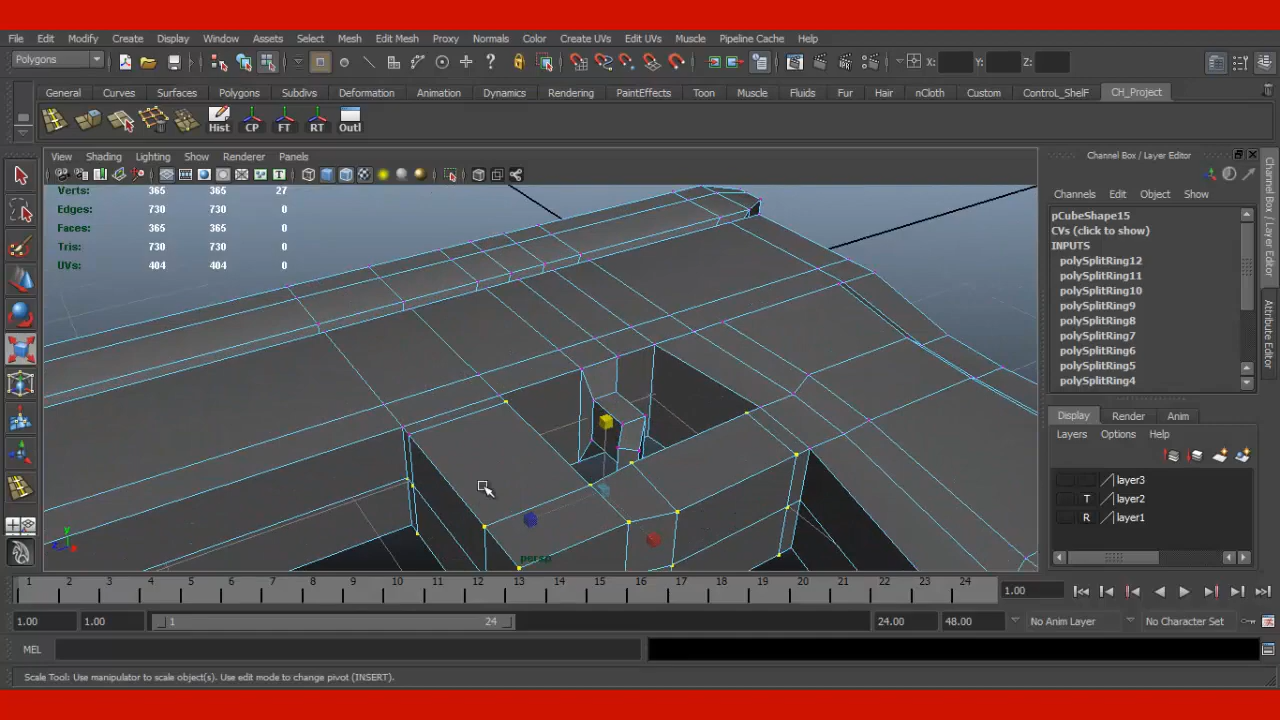 File Edit Modify Create Display Window Assets Select Mesh Edit Mesh Proxy Normals Color Create UVs Edit UVs Muscle Pipeline Cache Help
Polygons X: Y: Z:
General Curves Surfaces Polygons Subdivs Deformation Animation Dynamics Rendering PaintEffects Toon Muscle Fluids Fur Hair nCloth Custom ControL_ShelF CH_Project
Hist CP FT RT Outl
View Shading Lighting Show Renderer Panels
Verts: 365 365 27
Edges: 730 730 0
Faces: 365 365 0
Tris: 730 730 0
UVs: 404 404 0
persp
y
Channel Box / Layer Editor
Channels Edit Object Show
pCubeShape15
CVs (click to show)
INPUTS
polySplitRing12
polySplitRing11
polySplitRing10
polySplitRing9
polySplitRing8
polySplitRing7
polySplitRing6
polySplitRing5
polySplitRing4
Display Render Anim
Layers Options Help
layer3
T layer2
R layer1
Channel Box / Layer Editor
Attribute Editor
1 2 3 4 5 6 7 8 9 10 11 12 13 14 15 16 17 18 19 20 21 22 23 24 1.00
1.00 1.00 1 24 24.00 48.00 No Anim Layer No Character Set
MEL
Scale Tool: Use manipulator to scale object(s). Use edit mode to change pivot (INSERT).